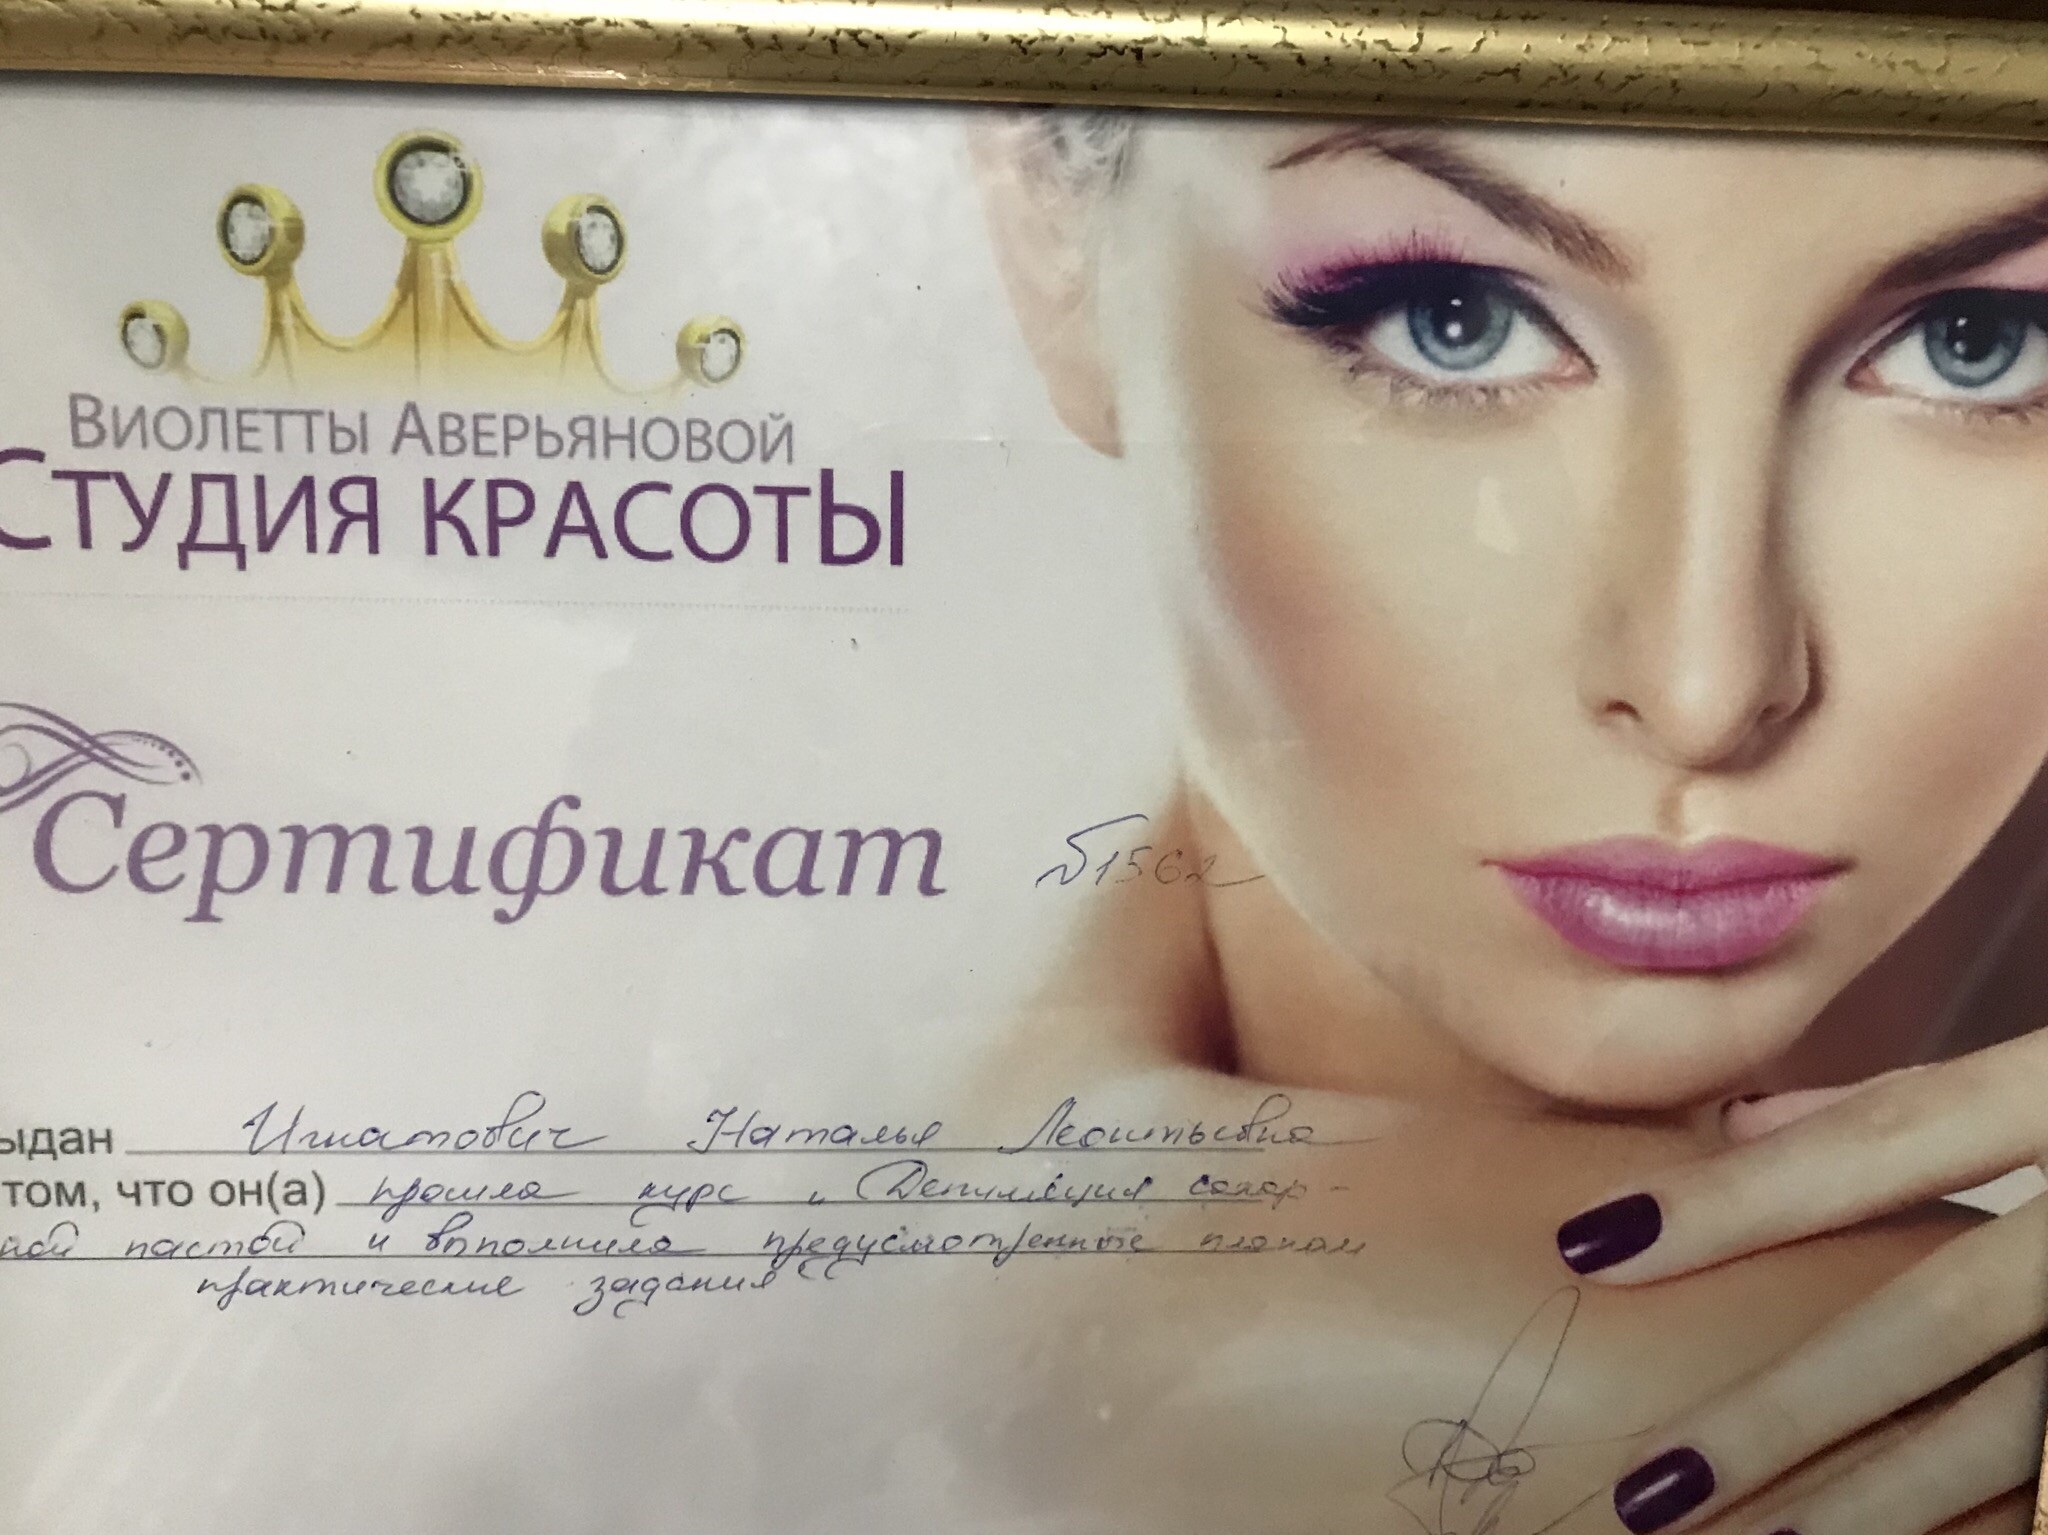 Виолетты Аверьяновой
Студия красоты
Сертификат №1562
ыдан Игнатович Наталья Леонтьевна
том, что он(а) прошла курс „Депиляция сахар-
ной пастой и выполнила предусмотренные планом
практические задания“